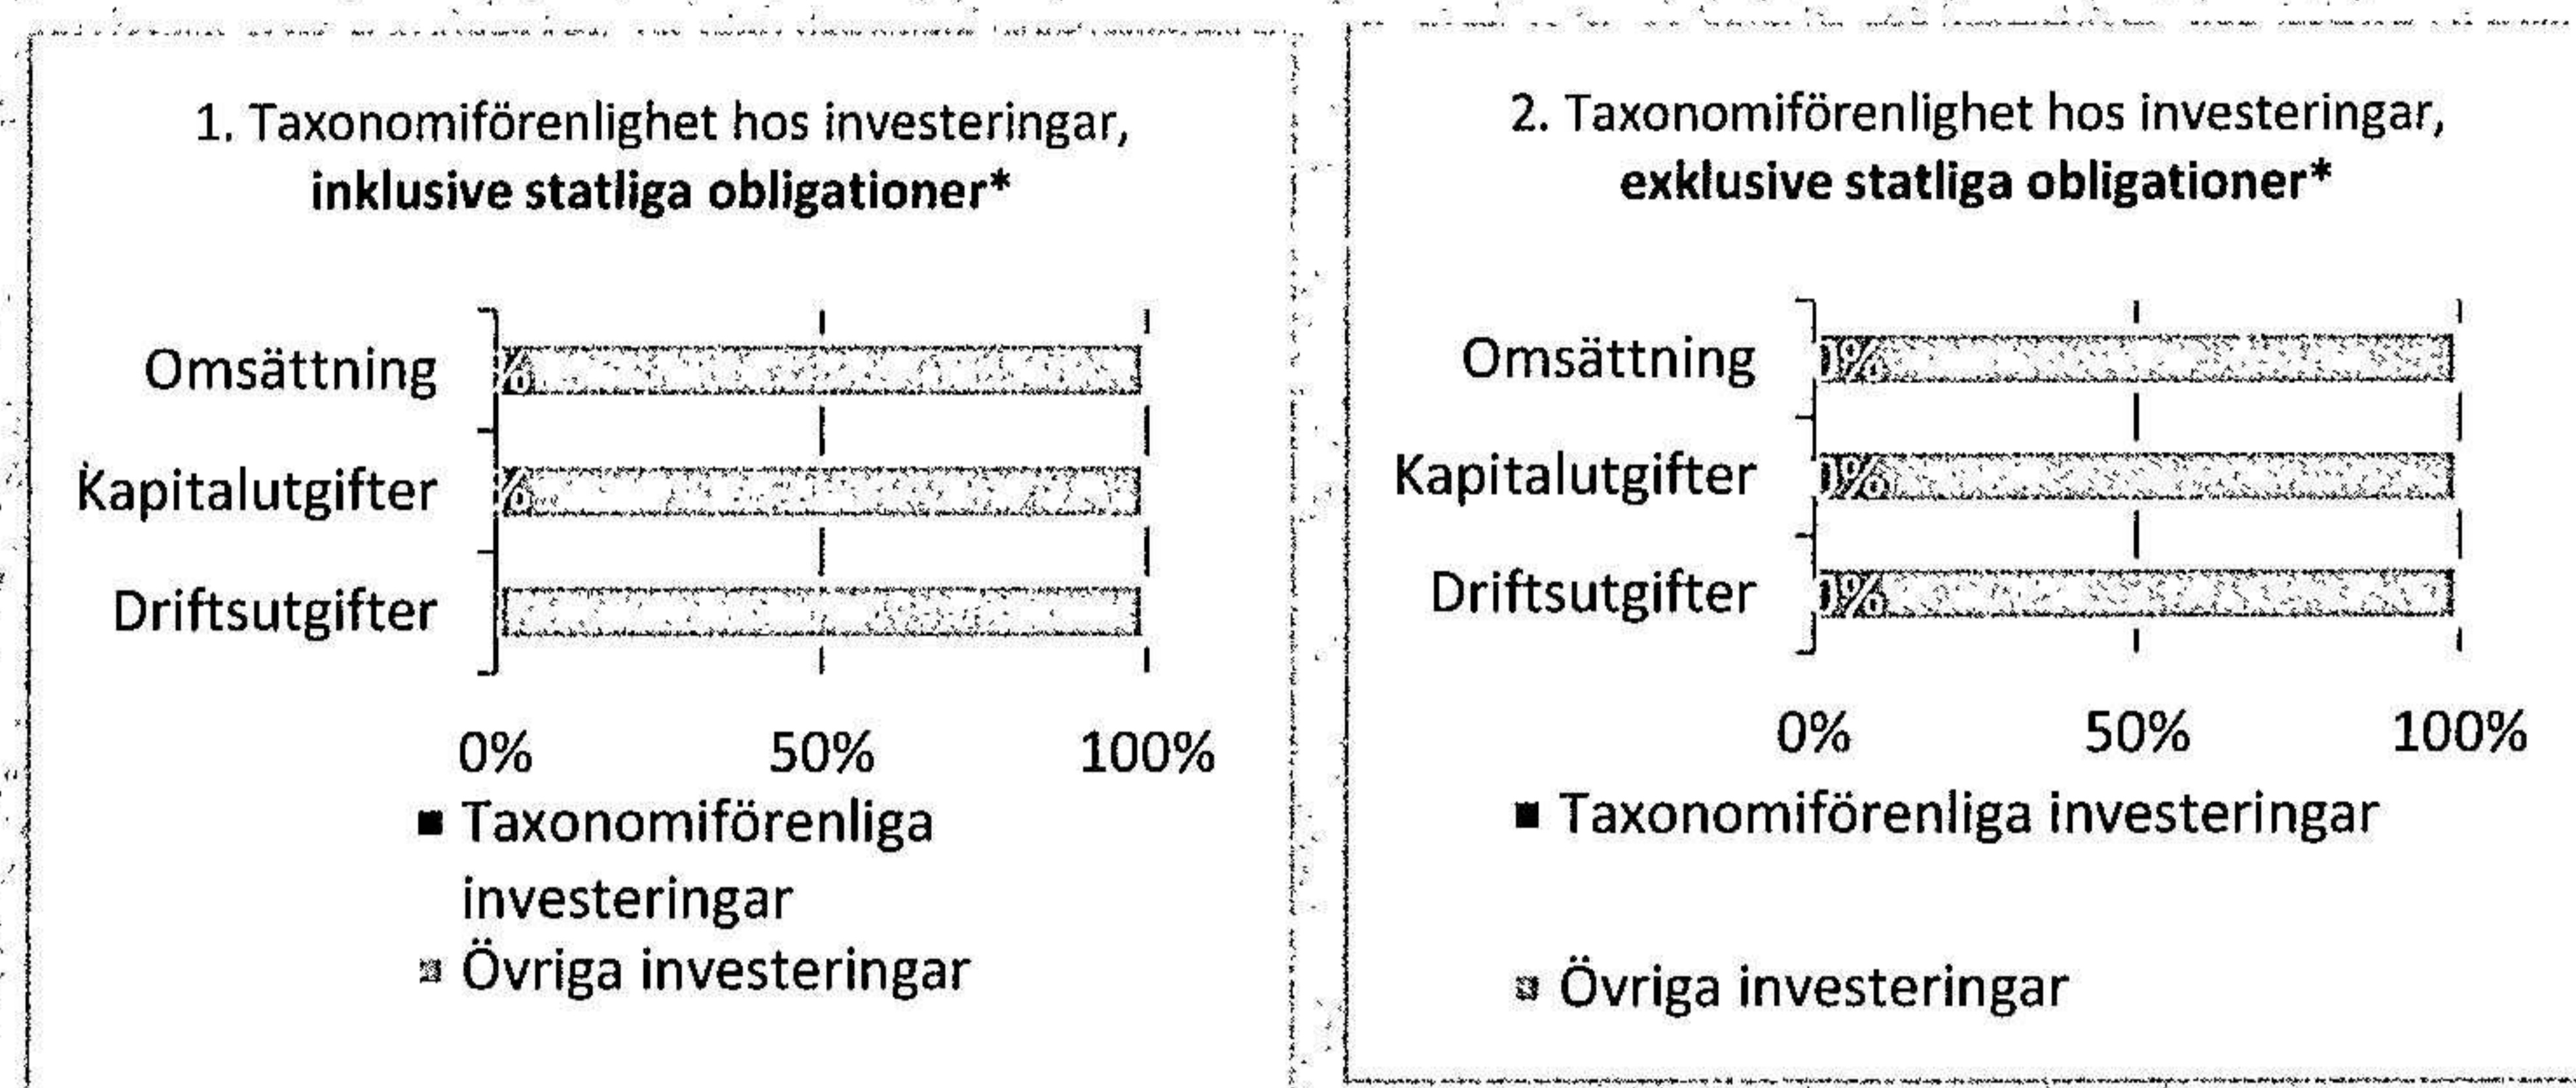 1. Taxonomiförenlighet hos investeringar,
inklusive statliga obligationer*
Omsättning
Kapitalutgifter
Driftsutgifter
0% 50% 100%
■ Taxonomiförenliga
investeringar
Övriga investeringar
2. Taxonomiförenlighet hos investeringar,
exklusive statliga obligationer*
Omsättning
Kapitalutgifter
Driftsutgifter
0% 50% 100%
■ Taxonomiförenliga investeringar
Övriga investeringar